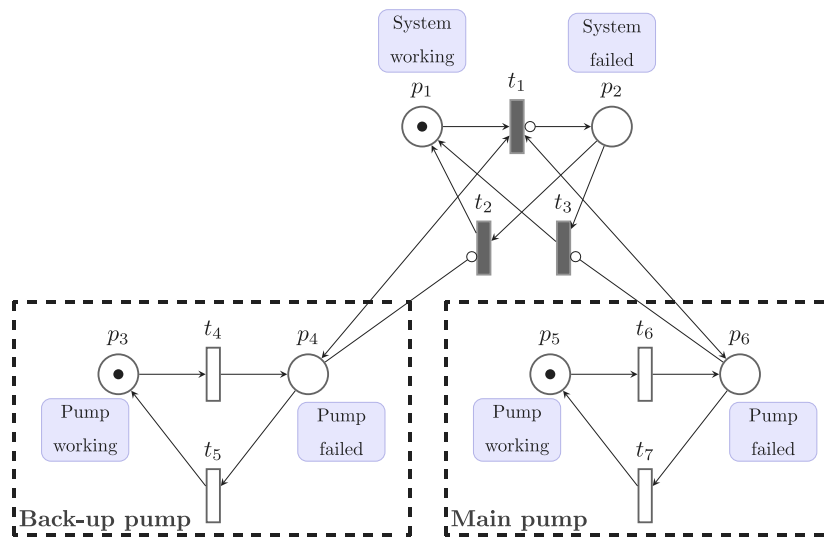 System
working
System
failed
p1
t1
p2
t2
t3
p3
t4
p4
p5
t6
p6
Pump
working
Pump
failed
Pump
working
Pump
failed
t5
t7
Back-up pump
Main pump